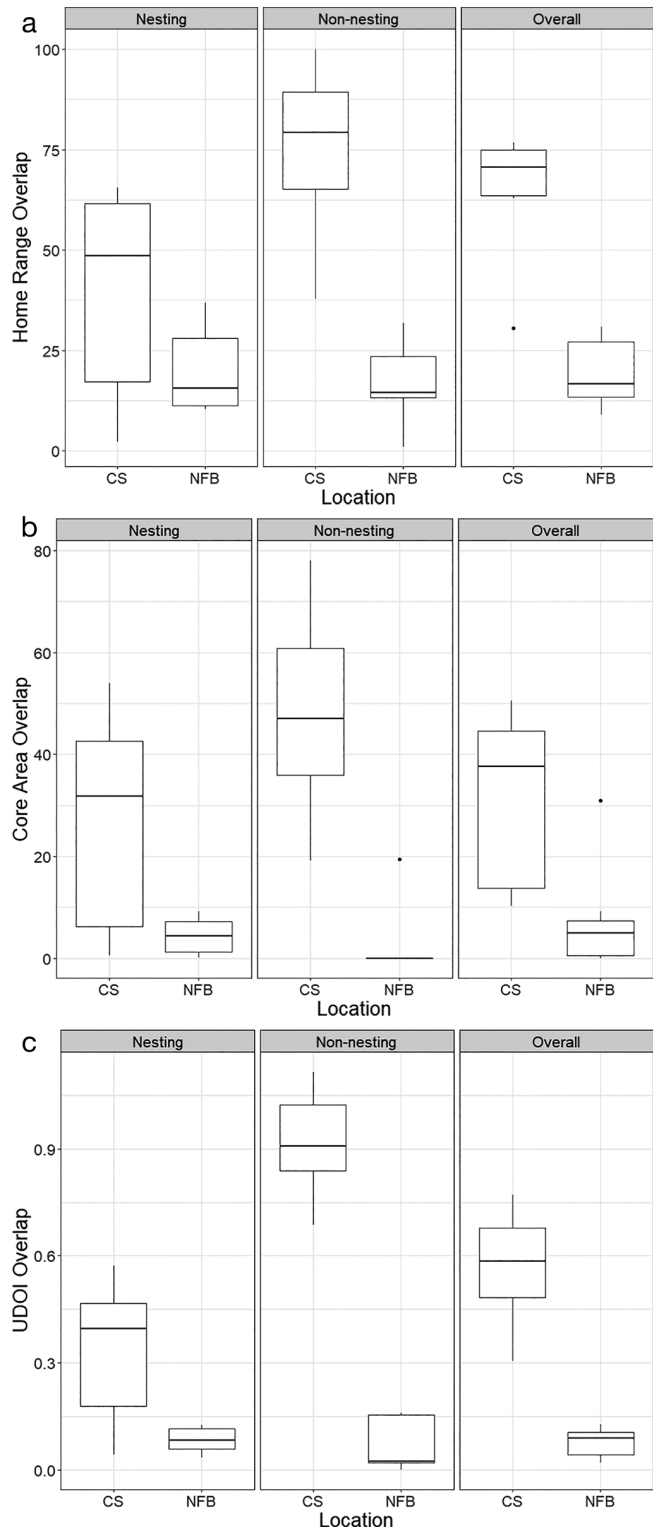 a
Nesting Non-nesting Overall
100
75
50
25
0
Home Range Overlap
CS NFB CS NFB CS NFB
Location
b
Nesting Non-nesting Overall
80
60
40
20
0
Core Area Overlap
CS NFB CS NFB CS NFB
Location
c
Nesting Non-nesting Overall
0.9
0.6
0.3
0.0
UDOI Overlap
CS NFB CS NFB CS NFB
Location